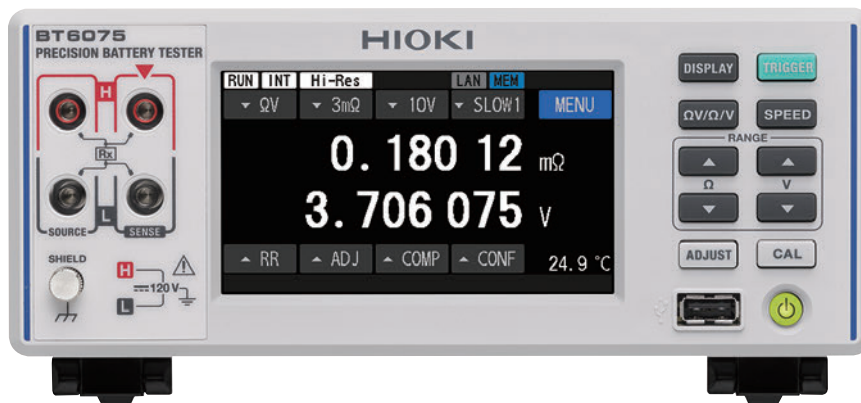 BT6075
PRECISION BATTERY TESTER
HIOKI
H
Rx
L
SOURCE
SENSE
SHIELD
H
L
120 V
RUN INT Hi-Res LAN MEM
ΩV 3mΩ 10V SLOW1 MENU
0.180 12 mΩ
3.706 075 V
RR ADJ COMP CONF 24.9 °C
DISPLAY TRIGGER
ΩV/Ω/V SPEED
RANGE
Ω V
ADJUST CAL